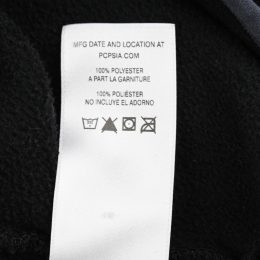 MFG DATE AND LOCATION AT
PCPSIA.COM
100% POLYESTER
A PART LA GARNITURE
100% POLIÉSTER
NO INCLUYE EL ADORNO